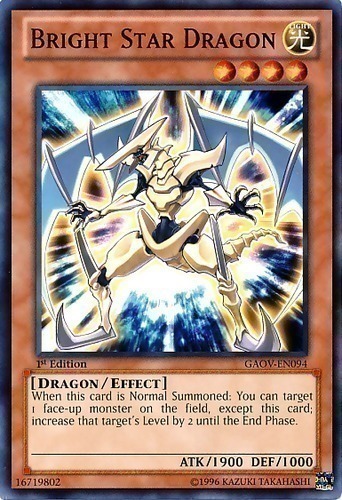 BRIGHT STAR DRAGON
LIGHT
光
1st Edition
GAOV-EN094
[DRAGON/EFFECT]
When this card is Normal Summoned: You can target
1 face-up monster on the field, except this card;
increase that target's Level by 2 until the End Phase.
ATK/1900 DEF/1000
16719802
©1996 KAZUKI TAKAHASHI